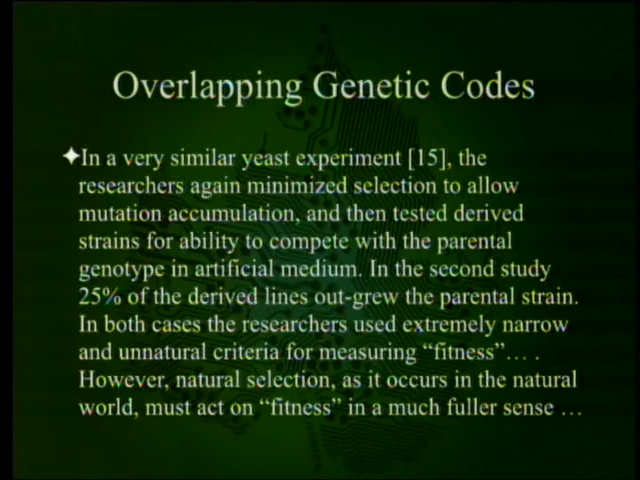 Overlapping Genetic Codes
✦In a very similar yeast experiment [15], the
researchers again minimized selection to allow
mutation accumulation, and then tested derived
strains for ability to compete with the parental
genotype in artificial medium. In the second study
25% of the derived lines out-grew the parental strain.
In both cases the researchers used extremely narrow
and unnatural criteria for measuring “fitness”… .
However, natural selection, as it occurs in the natural
world, must act on “fitness” in a much fuller sense …